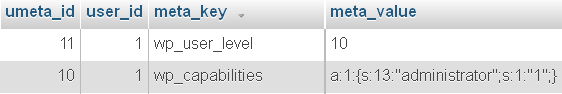 umeta_id user_id meta_key meta_value
11 1 wp_user_level 10
10 1 wp_capabilities a:1:{s:13:"administrator";s:1:"1";}